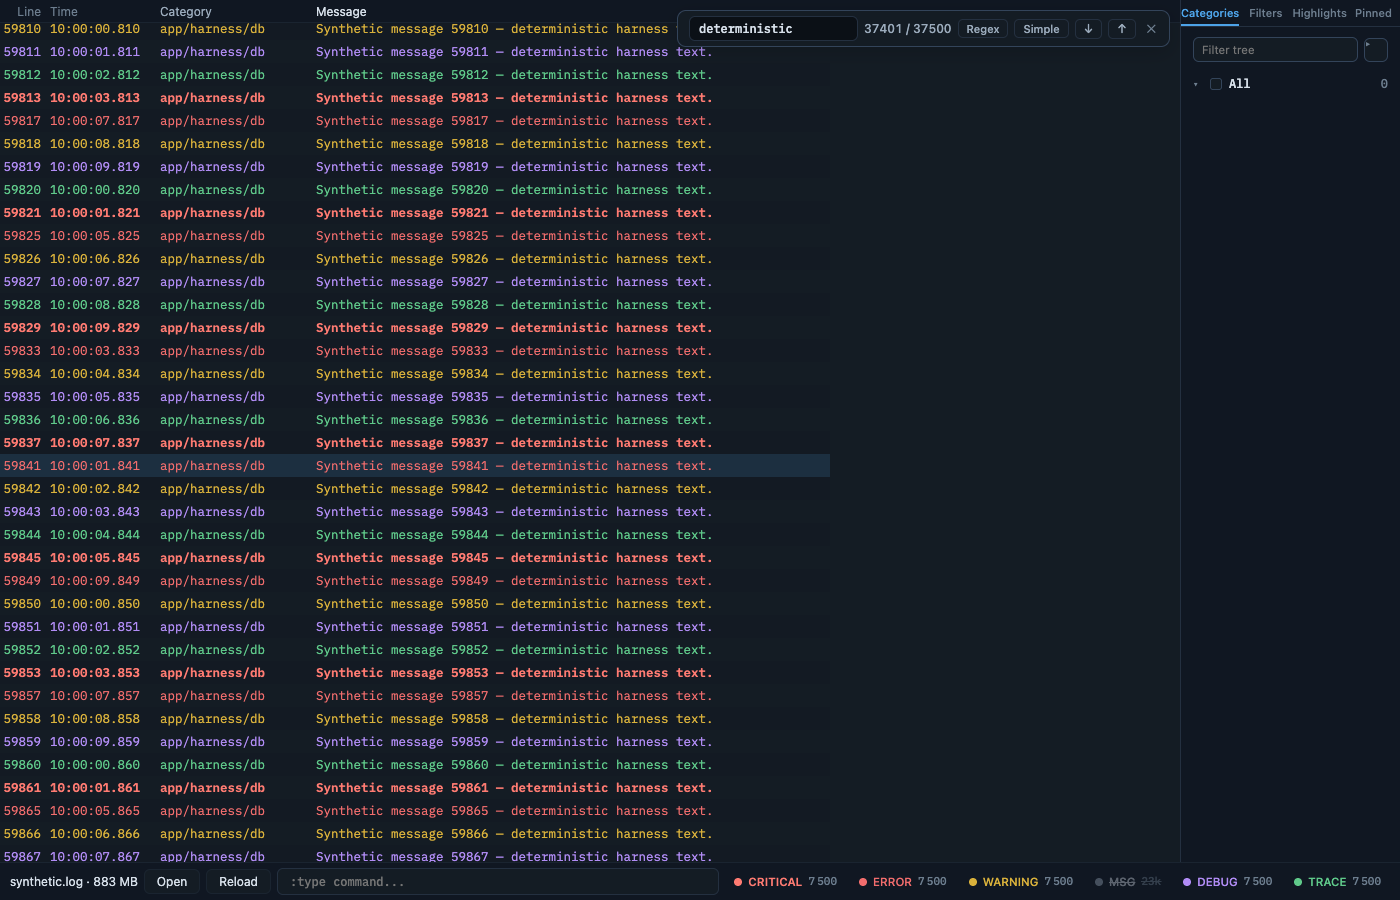 Line Time Category Message
59810 10:00:00.810 app/harness/db Synthetic message 59810 — deterministic harness
deterministic 37401 / 37500 Regex Simple ↓ ↑ ×
Categories Filters Highlights Pinned
Filter tree
All 0
59811 10:00:01.811 app/harness/db Synthetic message 59811 — deterministic harness text.
59812 10:00:02.812 app/harness/db Synthetic message 59812 — deterministic harness text.
59813 10:00:03.813 app/harness/db Synthetic message 59813 — deterministic harness text.
59817 10:00:07.817 app/harness/db Synthetic message 59817 — deterministic harness text.
59818 10:00:08.818 app/harness/db Synthetic message 59818 — deterministic harness text.
59819 10:00:09.819 app/harness/db Synthetic message 59819 — deterministic harness text.
59820 10:00:00.820 app/harness/db Synthetic message 59820 — deterministic harness text.
59821 10:00:01.821 app/harness/db Synthetic message 59821 — deterministic harness text.
59825 10:00:05.825 app/harness/db Synthetic message 59825 — deterministic harness text.
59826 10:00:06.826 app/harness/db Synthetic message 59826 — deterministic harness text.
59827 10:00:07.827 app/harness/db Synthetic message 59827 — deterministic harness text.
59828 10:00:08.828 app/harness/db Synthetic message 59828 — deterministic harness text.
59829 10:00:09.829 app/harness/db Synthetic message 59829 — deterministic harness text.
59833 10:00:03.833 app/harness/db Synthetic message 59833 — deterministic harness text.
59834 10:00:04.834 app/harness/db Synthetic message 59834 — deterministic harness text.
59835 10:00:05.835 app/harness/db Synthetic message 59835 — deterministic harness text.
59836 10:00:06.836 app/harness/db Synthetic message 59836 — deterministic harness text.
59837 10:00:07.837 app/harness/db Synthetic message 59837 — deterministic harness text.
59841 10:00:01.841 app/harness/db Synthetic message 59841 — deterministic harness text.
59842 10:00:02.842 app/harness/db Synthetic message 59842 — deterministic harness text.
59843 10:00:03.843 app/harness/db Synthetic message 59843 — deterministic harness text.
59844 10:00:04.844 app/harness/db Synthetic message 59844 — deterministic harness text.
59845 10:00:05.845 app/harness/db Synthetic message 59845 — deterministic harness text.
59849 10:00:09.849 app/harness/db Synthetic message 59849 — deterministic harness text.
59850 10:00:00.850 app/harness/db Synthetic message 59850 — deterministic harness text.
59851 10:00:01.851 app/harness/db Synthetic message 59851 — deterministic harness text.
59852 10:00:02.852 app/harness/db Synthetic message 59852 — deterministic harness text.
59853 10:00:03.853 app/harness/db Synthetic message 59853 — deterministic harness text.
59857 10:00:07.857 app/harness/db Synthetic message 59857 — deterministic harness text.
59858 10:00:08.858 app/harness/db Synthetic message 59858 — deterministic harness text.
59859 10:00:09.859 app/harness/db Synthetic message 59859 — deterministic harness text.
59860 10:00:00.860 app/harness/db Synthetic message 59860 — deterministic harness text.
59861 10:00:01.861 app/harness/db Synthetic message 59861 — deterministic harness text.
59865 10:00:05.865 app/harness/db Synthetic message 59865 — deterministic harness text.
59866 10:00:06.866 app/harness/db Synthetic message 59866 — deterministic harness text.
59867 10:00:07.867 app/harness/db Synthetic message 59867 — deterministic harness text.
synthetic.log · 883 MB Open Reload :type command... CRITICAL 7 500 ERROR 7 500 WARNING 7 500 MSG 23k DEBUG 7 500 TRACE 7 500